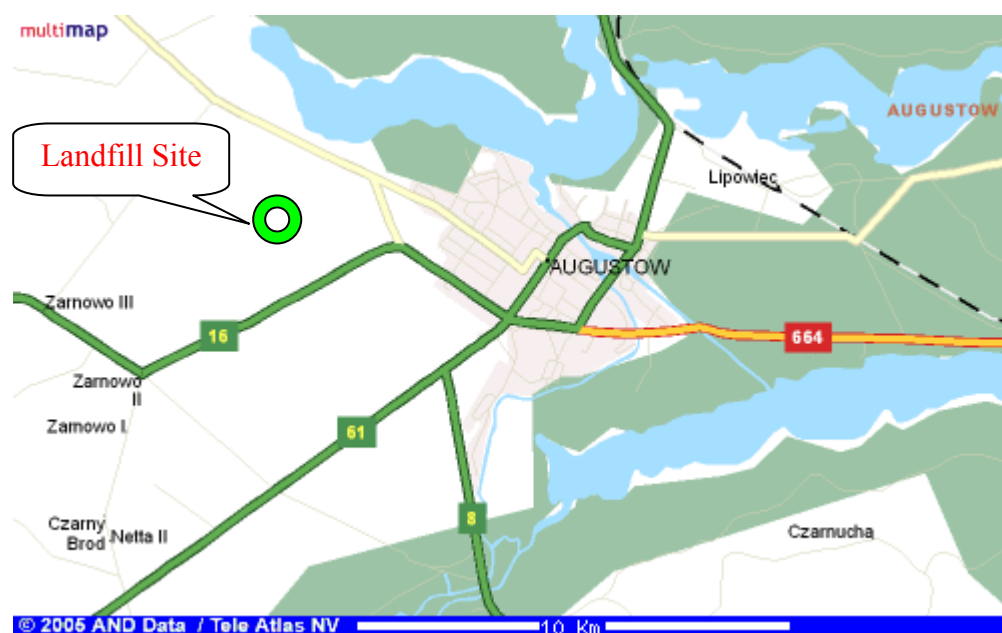 multimap
AUGUSTOW
Landfill Site
Lipowiec
AUGUSTOW
Zarnowo III
16
664
Zarnowo
II
Zarnowo I
61
8
Czarny
Brod
Netta II
Czarnucha
© 2005 AND Data / Tele Atlas NV
10 Km